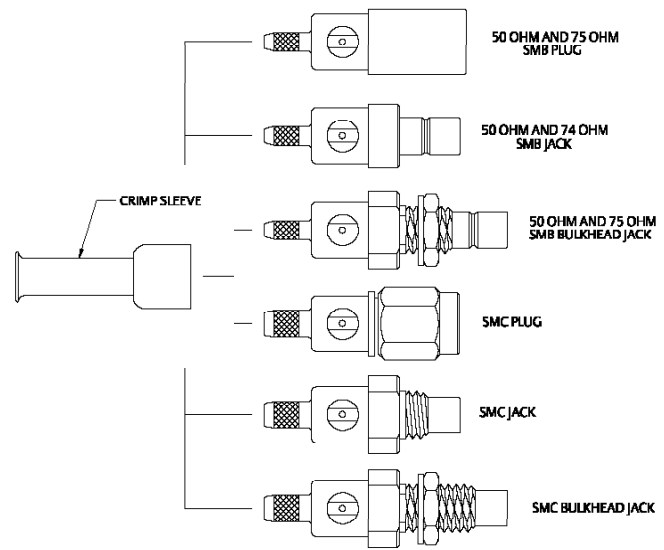 50 OHM AND 75 OHM
SMB PLUG
50 OHM AND 74 OHM
SMB JACK
CRIMP SLEEVE
50 OHM AND 75 OHM
SMB BULKHEAD JACK
SMC PLUG
SMC JACK
SMC BULKHEAD JACK